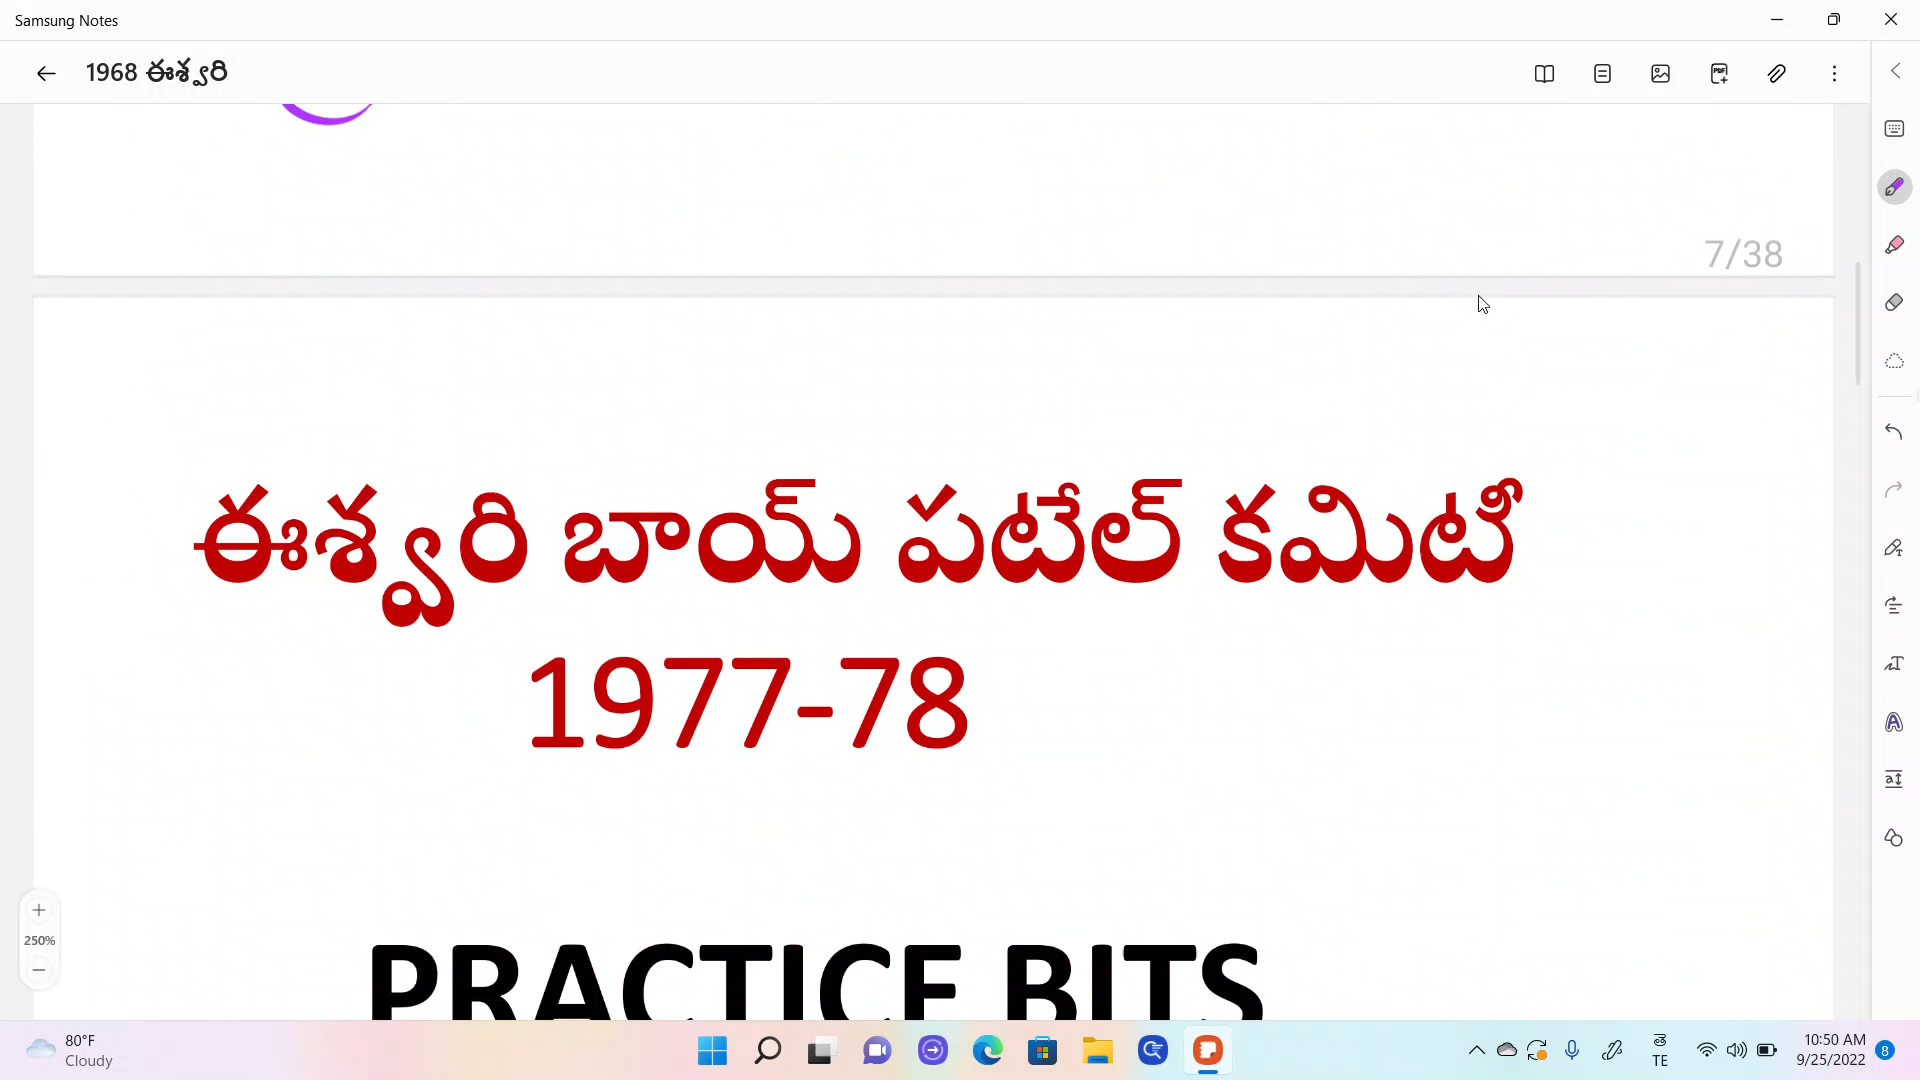 Samsung Notes
1968 ఈశ్వరి
7/38
ఈశ్వరి బాయ్ పటేల్ కమిటీ
1977-78
PRACTICE BITS
250%
80°F
Cloudy
తె
TE
10:50 AM
9/25/2022
8